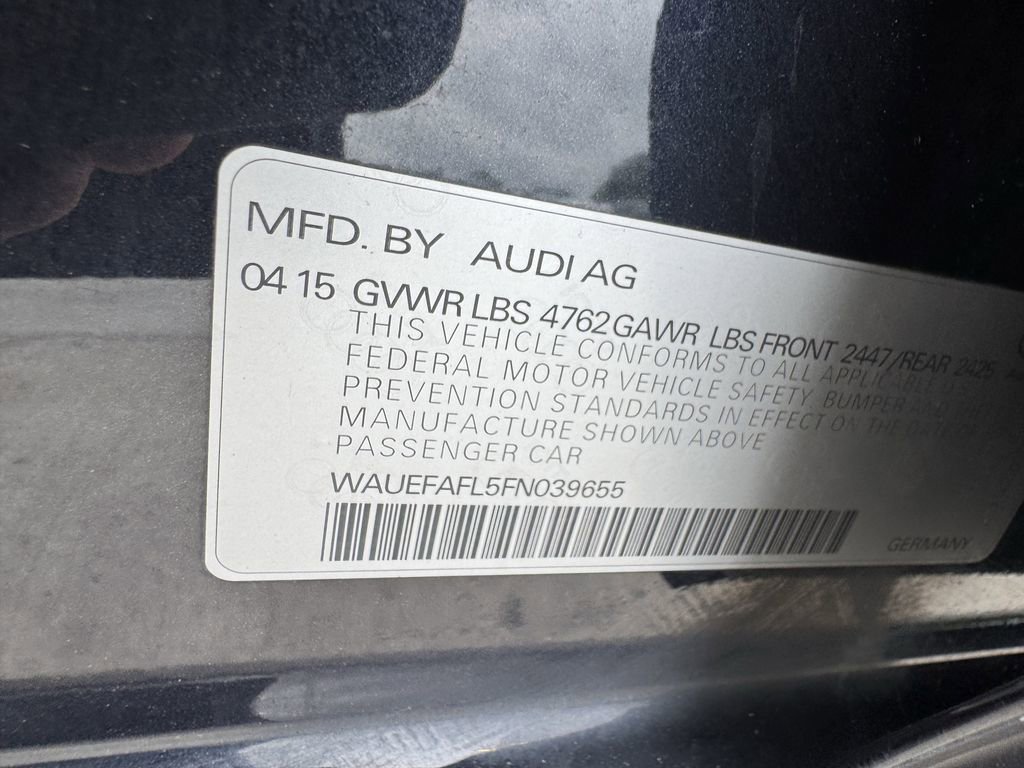 MFD. BY AUDI AG
04 15 GVWR LBS 4762 GAWR LBS FRONT 2447/REAR 2425
THIS VEHICLE CONFORMS TO ALL APPLICABLE
FEDERAL MOTOR VEHICLE SAFETY, BUMPER AND THEFT
PREVENTION STANDARDS IN EFFECT ON THE DATE OF
MANUFACTURE SHOWN ABOVE
PASSENGER CAR
WAUEFAFL5FN039655
GERMANY